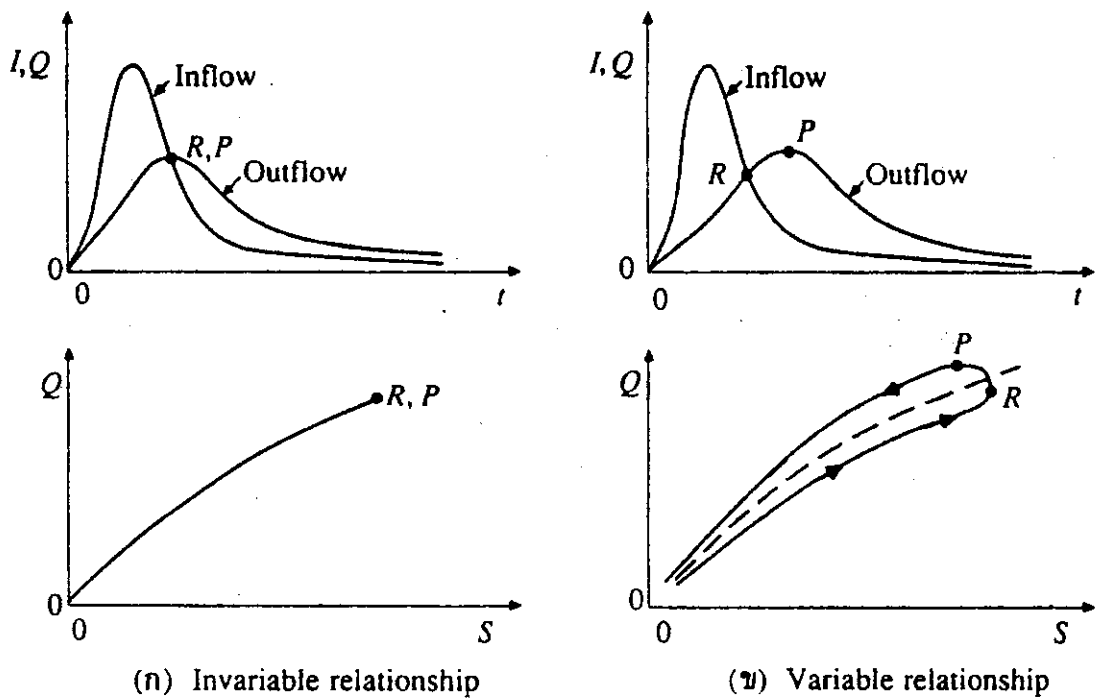 I,Q
Inflow
R, P
Outflow
0
0
t
I,Q
Inflow
P
R
Outflow
0
0
t
Q
R, P
0
0
S
(ก) Invariable relationship
Q
P
R
0
0
S
(ข) Variable relationship